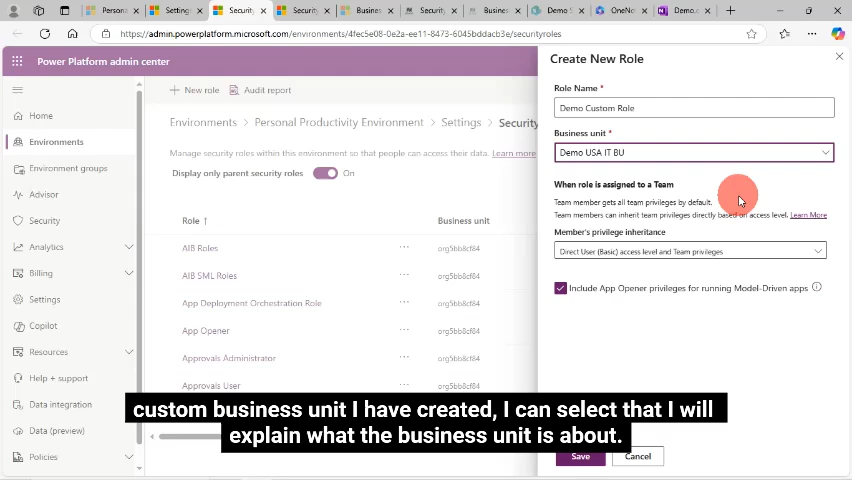 Persona
Settings
Security
Security
Business
Security
Business
Demo S
OneNot
Demo.c
https://admin.powerplatform.microsoft.com/environments/4fec5e08-0e2a-ee11-8473-6045bddacb3e/securityroles
Power Platform admin center
Home
Environments
Environment groups
Advisor
Security
Analytics
Billing
Settings
Copilot
Resources
Help + support
Data integration
Data (preview)
Policies
New role
Audit report
Environments > Personal Productivity Environment > Settings > Security
Manage security roles within this environment so that people can access their data. Learn more
Display only parent security roles On
Role ↑ Business unit
AIB Roles ... org5bb8cf84
AIB SML Roles ... org5bb8cf84
App Deployment Orchestration Role ... org5bb8cf84
App Opener ... org5bb8cf84
Approvals Administrator ... org5bb8cf84
Approvals User ... org5bb8cf84
Create New Role
Role Name *
Demo Custom Role
Business unit *
Demo USA IT BU
When role is assigned to a Team
Team member gets all team privileges by default.
Team members can inherit team privileges directly based on access level. Learn More
Member's privilege inheritance
Direct User (Basic) access level and Team privileges
Include App Opener privileges for running Model-Driven apps
custom business unit I have created, I can select that I will
explain what the business unit is about.
Save
Cancel